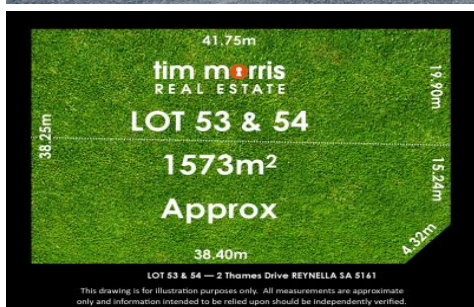 41.75m
tim morris
REAL ESTATE
19.90m
LOT 53 & 54
38.25m
1573m²
15.24m
Approx
4.32m
38.40m
LOT 53 & 54 — 2 Thames Drive REYNELLA SA 5161
This drawing is for illustration purposes only. All measurements are approximate
only and information intended to be relied upon should be independently verified.